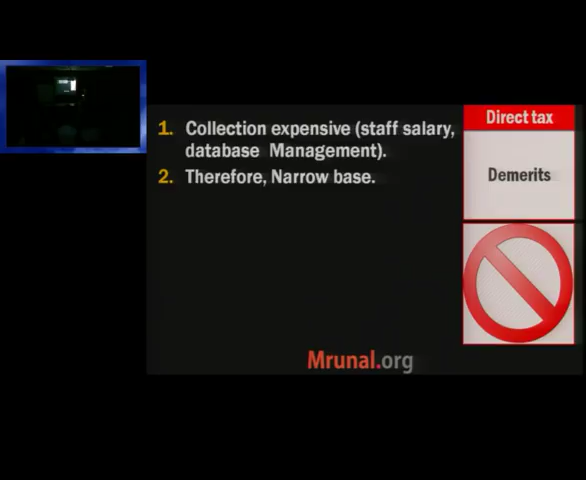 1. Collection expensive (staff salary,
database Management).
2. Therefore, Narrow base.
Direct tax
Demerits
Mrunal.org